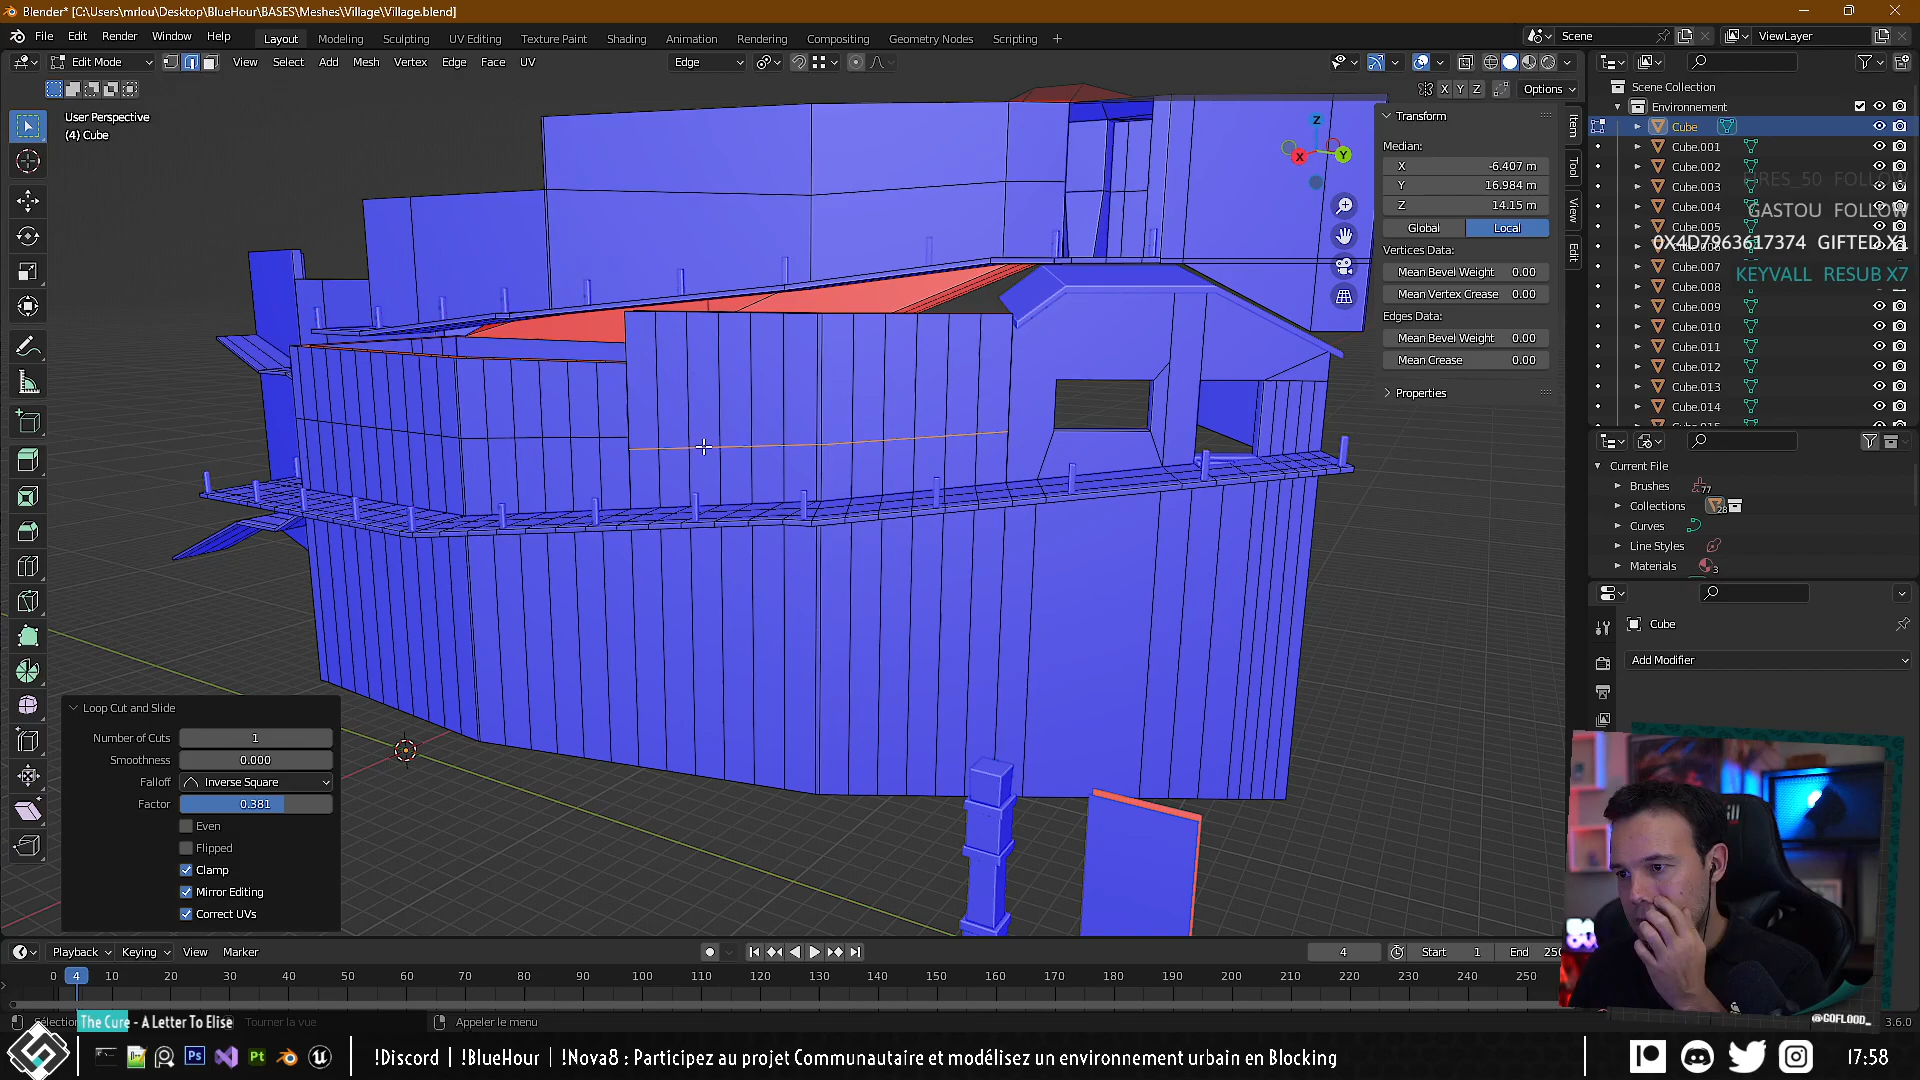 Blender* [C:\Users\mrlou\Desktop\BlueHour\BASES\Meshes\Village\Village.blend]
File Edit Render Window Help
Layout Modeling Sculpting UV Editing Texture Paint Shading Animation Rendering Compositing Geometry Nodes Scripting +
Scene
ViewLayer
Edit Mode
View Select Add Mesh Vertex Edge Face UV
Edge
X Y Z
Options
User Perspective
(4) Cube
Z
X
Y
Transform
Median:
X -6.407 m
Y 16.984 m
Z 14.15 m
Global Local
Vertices Data:
Mean Bevel Weight 0.00
Mean Vertex Crease 0.00
Edges Data:
Mean Bevel Weight 0.00
Mean Crease 0.00
Properties
Item
Tool
View
Edit
Scene Collection
Environnement
Cube
Cube.001
Cube.002
Cube.003
Cube.004
Cube.007
Cube.009
Cube.010
Cube.011
Cube.012
Cube.013
Cube.014
GASTOU FOLLOW
0X4D7963617374 GIFTED X1
KEYVALL RESUB X7
Current File
Brushes 77
Collections 28
Curves
Line Styles
Materials 3
Cube
Add Modifier
Loop Cut and Slide
Number of Cuts 1
Smoothness 0.000
Falloff Inverse Square
Factor 0.381
Even
Flipped
Clamp
Mirror Editing
Correct UVs
Playback Keying View Marker
4
Start 1
End 250
0 4 10 20 30 40 50 60 70 80 90 100 110 120 130 140 150 160 170 180 190 200 210 220 230 240 250
The Cure - A Letter To Elise
Tourner la vue
Appeler le menu
3.6.0
@GOFLOOD_
!Discord | !BlueHour | !Nova8 : Participez au projet Communautaire et modélisez un environnement urbain en Blocking
17:58